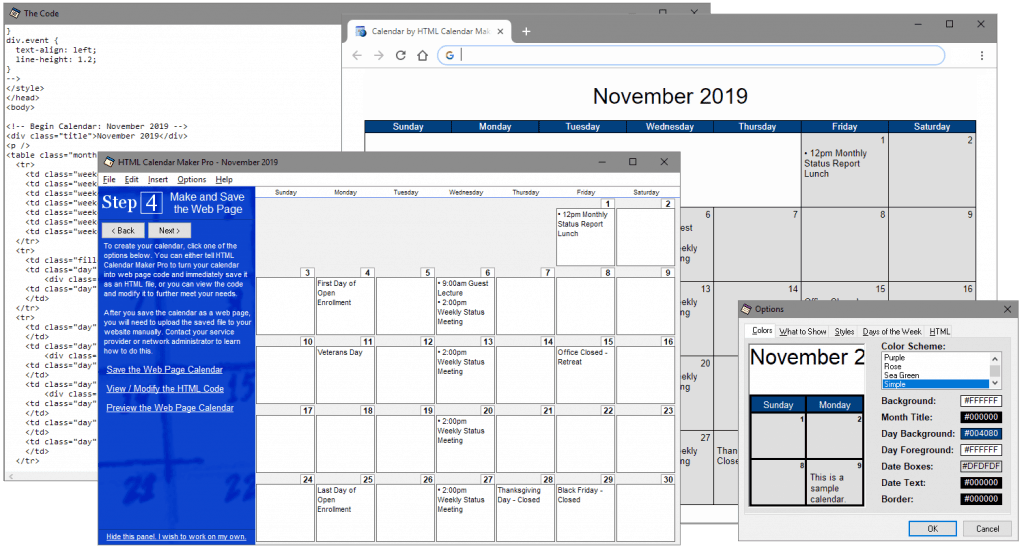 The Code
}
div.event {
text-align: left;
line-height: 1.2;
}
-->
</style>
</head>
<body>
<!-- Begin Calendar: November 2019 -->
<div class="title">November 2019</div>
<p />
<table class="month
<tr>
<td class="week
<td class="week
<td class="week
<td class="week
<td class="week
<td class="week
<td class="week
</tr>
<tr>
<td class="fill
<td class="day"
<div class=
<td class="day"
</td>
</tr>
<tr>
<td class="day"
<td class="day"
<div class=
</td>
<td class="day"
<td class="day"
<div class=
</td>
<td class="day"
<td class="day"
<td class="day"
</tr>
Calendar by HTML Calendar Mak
November 2019
Sunday Monday Tuesday Wednesday Thursday Friday Saturday
1 2
• 12pm Monthly
Status Report
Lunch
6 7 8 9
13 14 15 16
20
27
HTML Calendar Maker Pro - November 2019
File Edit Insert Options Help
Step 4 Make and Save
the Web Page
< Back Next >
To create your calendar, click one of the
options below. You can either tell HTML
Calendar Maker Pro to turn your calendar
into web page code and immediately save it
as an HTML file, or you can view the code
and modify it to further meet your needs.
After you save the calendar as a web page,
you will need to upload the saved file to your
website manually. Contact your service
provider or network administrator to learn
how to do this.
Save the Web Page Calendar
View / Modify the HTML Code
Preview the Web Page Calendar
Hide this panel. I wish to work on my own.
Sunday Monday Tuesday Wednesday Thursday Friday Saturday
1 2
• 12pm Monthly
Status Report
Lunch
3 4 5 6 7 8 9
First Day of
Open
Enrollment
• 9:00am Guest
Lecture
• 2:00pm
Weekly Status
Meeting
10 11 12 13 14 15 16
Veterans Day
• 2:00pm
Weekly Status
Meeting
Office Closed -
Retreat
17 18 19 20 21 22 23
• 2:00pm
Weekly Status
Meeting
24 25 26 27 28 29 30
Last Day of
Open
Enrollment
• 2:00pm
Weekly Status
Meeting
Thanksgiving
Day - Closed
Black Friday -
Closed
Options
Colors What to Show Styles Days of the Week HTML
November 2
Sunday Monday
1 2
8 9
This is a
sample
calendar.
Color Scheme:
Purple
Rose
Sea Green
Simple
Background: #FFFFFF
Month Title: #000000
Day Background: #004080
Day Foreground: #FFFFFF
Date Boxes: #DFDFDF
Date Text: #000000
Border: #000000
OK Cancel